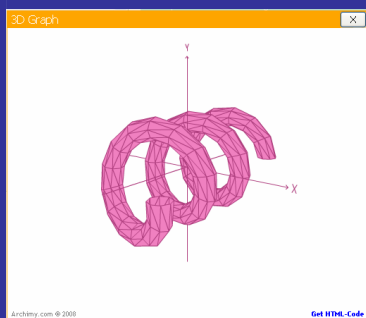 3D Graph
X
Y
X
Archimy.com © 2008
Get HTML-Code